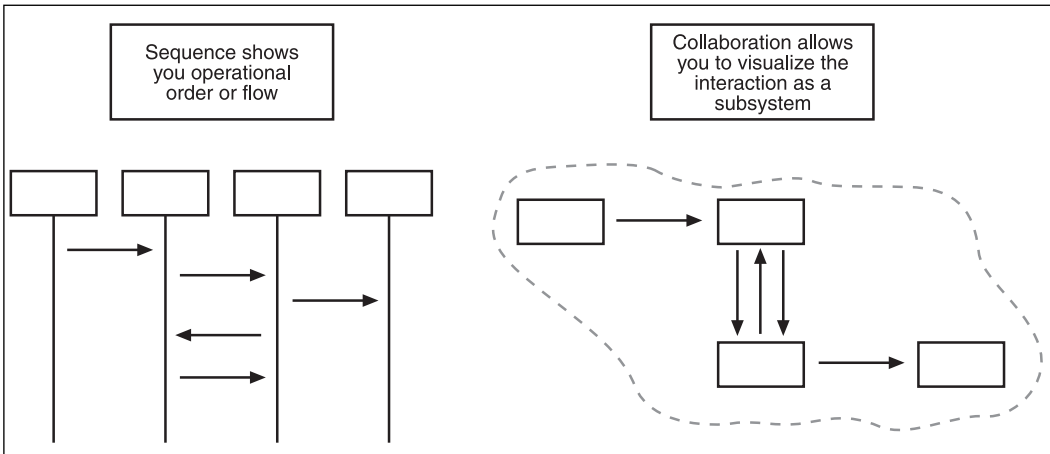 Sequence shows
you operational
order or flow
Collaboration allows
you to visualize the
interaction as a
subsystem